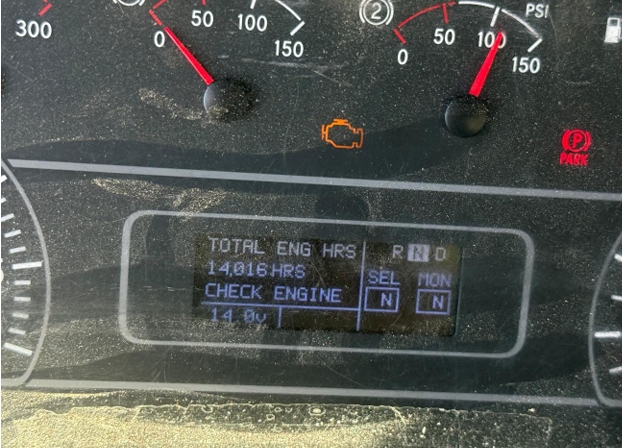 300
0
50
100
150
2
0
50
100
150
PSI
P
PARK
TOTAL ENG HRS
14,016 HRS
CHECK ENGINE
14.0v
R N D
SEL MON
N N